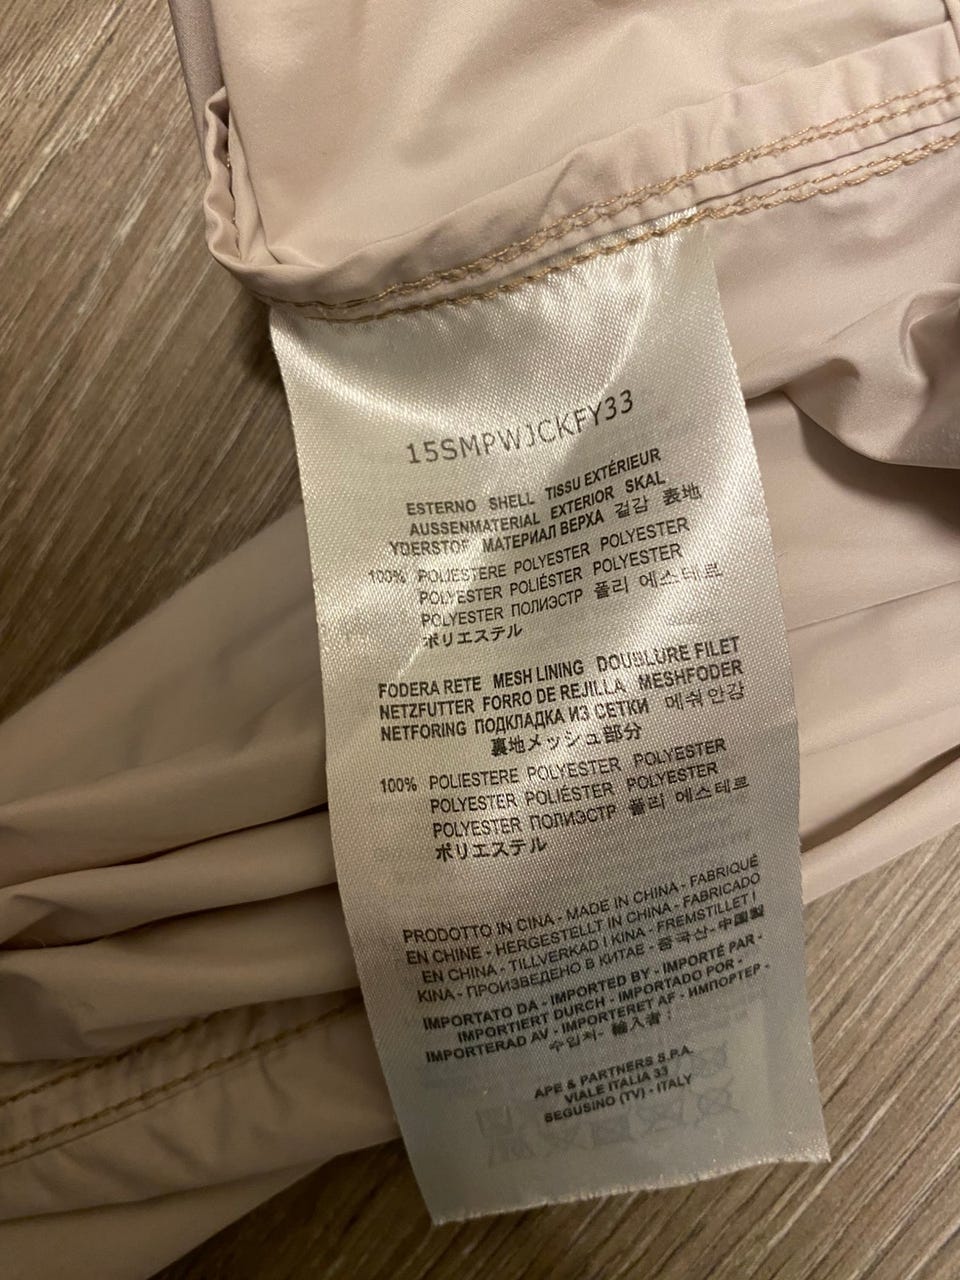 15SMPWJCKFY33
ESTERNO SHELL TISSU EXTÉRIEUR
AUSSENMATERIAL EXTERIOR SKAL
YDERSTOF МАТЕРИАЛ ВЕРХА 겉감 表地
100% POLIESTERE POLYESTER POLYESTER
POLYESTER POLIÉSTER POLYESTER
POLYESTER ПОЛИЭСТР 폴리 에스테르
ポリエステル
FODERA RETE MESH LINING DOUBLURE FILET
NETZFUTTER FORRO DE REJILLA MESHFODER
NETFORING ПОДКЛАДКА ИЗ СЕТКИ 메쉬안감
裏地メッシュ部分
100% POLIESTERE POLYESTER POLYESTER
POLYESTER POLIÉSTER POLYESTER
POLYESTER ПОЛИЭСТР 폴리 에스테르
ポリエステル
PRODOTTO IN CINA - MADE IN CHINA - FABRIQUÉ
EN CHINE - HERGESTELLT IN CHINA - FABRICADO
EN CHINA - TILLVERKAD I KINA - FREMSTILLET I
KINA - ПРОИЗВЕДЕНО В КИТАЕ - 중국산 - 中国製
IMPORTATO DA - IMPORTED BY - IMPORTÉ PAR -
IMPORTIERT DURCH - IMPORTADO POR -
IMPORTERAD AV - IMPORTERET AF - ИМПОРТЕР -
수입처 - 輸入者 :
APE & PARTNERS S.P.A.
VIALE ITALIA 33
SEGUSINO (TV) - ITALY